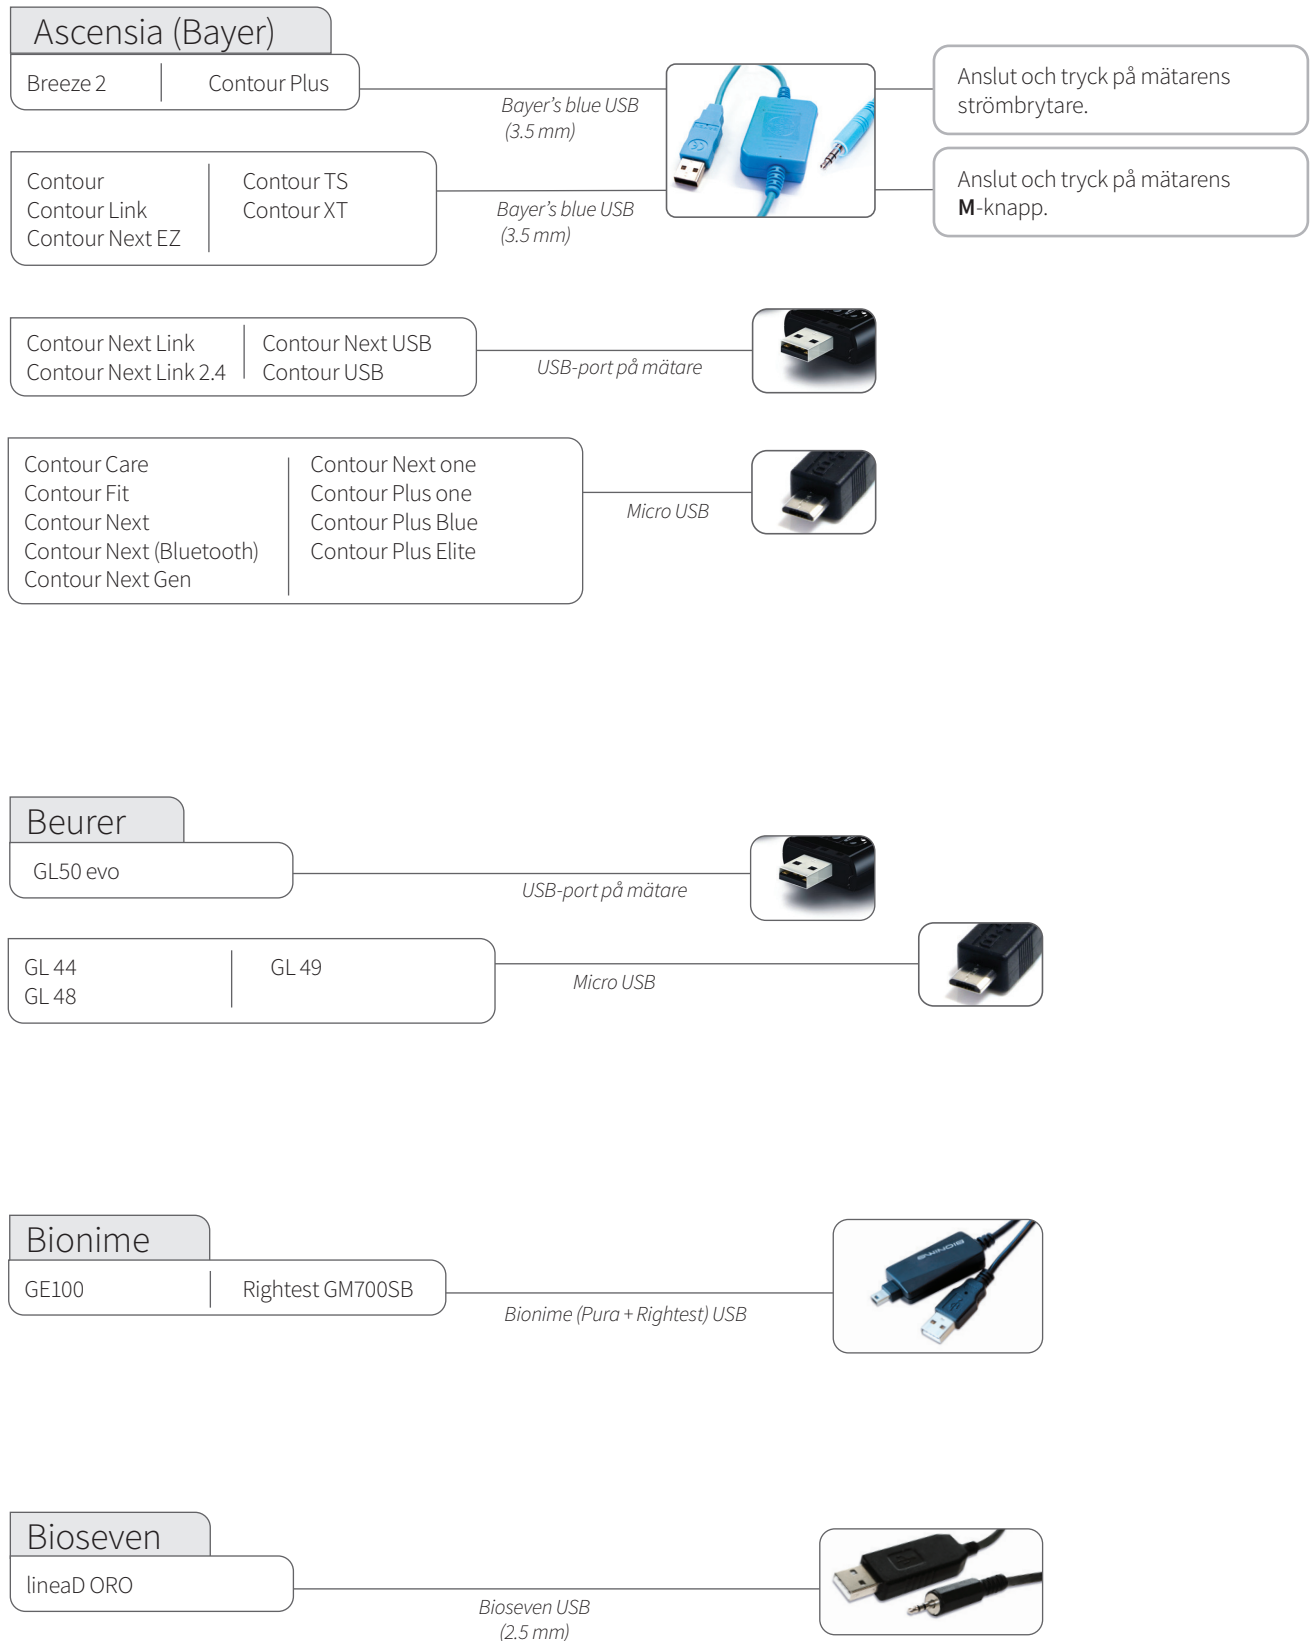 Ascensia (Bayer)
Breeze 2
Contour Plus
Bayer's blue USB
(3.5 mm)
Anslut och tryck på mätarens
strömbrytare.
Contour
Contour Link
Contour Next EZ
Contour TS
Contour XT
Bayer's blue USB
(3.5 mm)
Anslut och tryck på mätarens
M-knapp.
Contour Next Link
Contour Next Link 2.4
Contour Next USB
Contour USB
USB-port på mätare
Contour Care
Contour Fit
Contour Next
Contour Next (Bluetooth)
Contour Next Gen
Contour Next one
Contour Plus one
Contour Plus Blue
Contour Plus Elite
Micro USB
Beurer
GL50 evo
USB-port på mätare
GL 44
GL 48
GL 49
Micro USB
Bionime
GE100
Rightest GM700SB
Bionime (Pura + Rightest) USB
BIONIME
Bioseven
lineaD ORO
Bioseven USB
(2.5 mm)